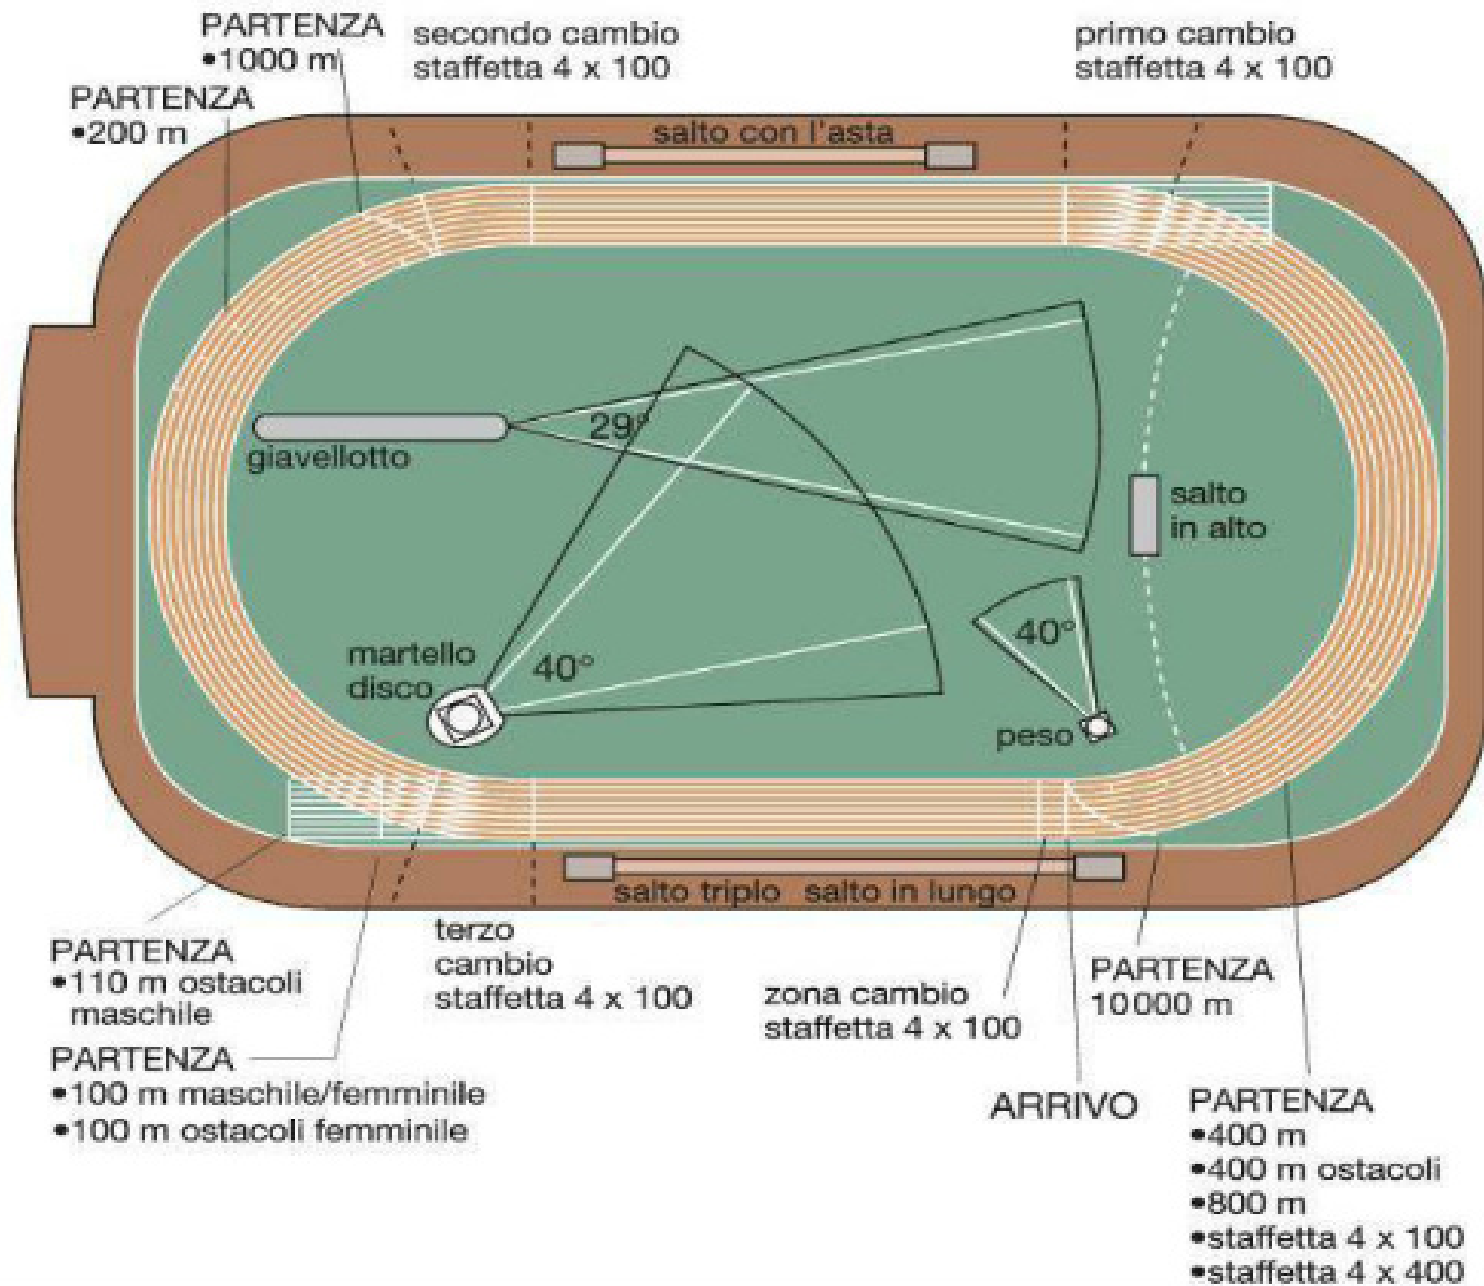 PARTENZA
•1000 m
secondo cambio
staffetta 4 x 100
primo cambio
staffetta 4 x 100
PARTENZA
•200 m
salto con l'asta
29°
giavellotto
salto
in alto
martello
disco
40°
40°
peso
salto triplo salto in lungo
PARTENZA
•110 m ostacoli
maschile
terzo
cambio
staffetta 4 x 100
zona cambio
staffetta 4 x 100
PARTENZA
10 000 m
PARTENZA
•100 m maschile/femminile
•100 m ostacoli femminile
ARRIVO
PARTENZA
•400 m
•400 m ostacoli
•800 m
•staffetta 4 x 100
•staffetta 4 x 400